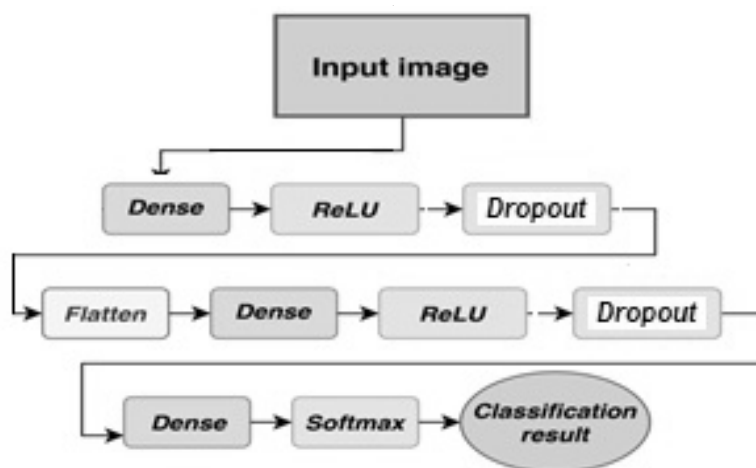 Input image
Dense
ReLU
Dropout
Flatten
Dense
ReLU
Dropout
Dense
Softmax
Classification
result